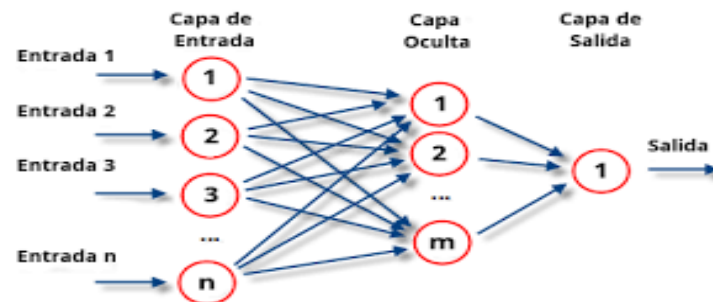 Capa de
Entrada
Capa
Oculta
Capa de
Salida
Entrada 1
1
Entrada 2
2
Entrada 3
3
...
Entrada n
n
1
2
...
m
1
Salida